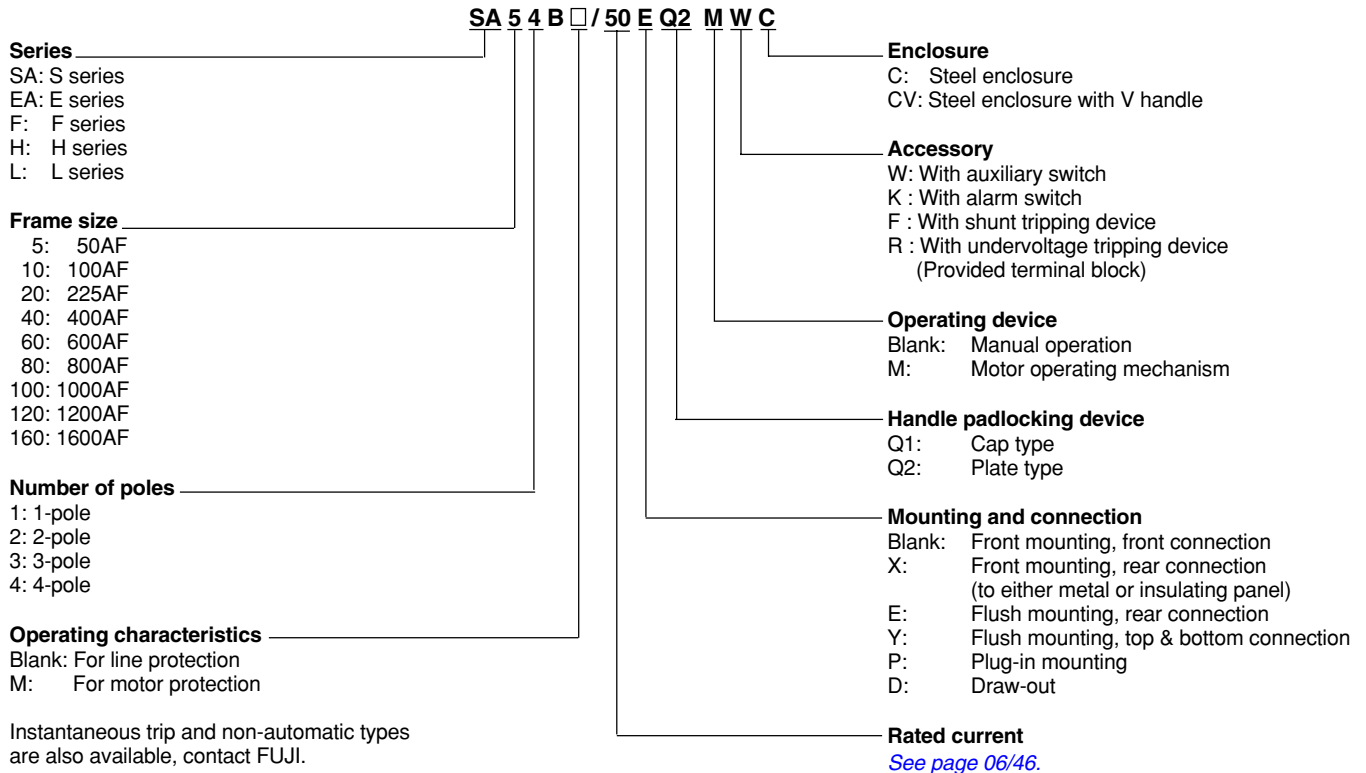 SA 5 4 B □ / 50 E Q2 M W C
Series
SA: S series
EA: E series
F: F series
H: H series
L: L series
Frame size
5: 50AF
10: 100AF
20: 225AF
40: 400AF
60: 600AF
80: 800AF
100: 1000AF
120: 1200AF
160: 1600AF
Number of poles
1: 1-pole
2: 2-pole
3: 3-pole
4: 4-pole
Operating characteristics
Blank: For line protection
M: For motor protection
Instantaneous trip and non-automatic types
are also available, contact FUJI.
Enclosure
C: Steel enclosure
CV: Steel enclosure with V handle
Accessory
W: With auxiliary switch
K : With alarm switch
F : With shunt tripping device
R : With undervoltage tripping device
(Provided terminal block)
Operating device
Blank: Manual operation
M: Motor operating mechanism
Handle padlocking device
Q1: Cap type
Q2: Plate type
Mounting and connection
Blank: Front mounting, front connection
X: Front mounting, rear connection
(to either metal or insulating panel)
E: Flush mounting, rear connection
Y: Flush mounting, top & bottom connection
P: Plug-in mounting
D: Draw-out
Rated current
See page 06/46.